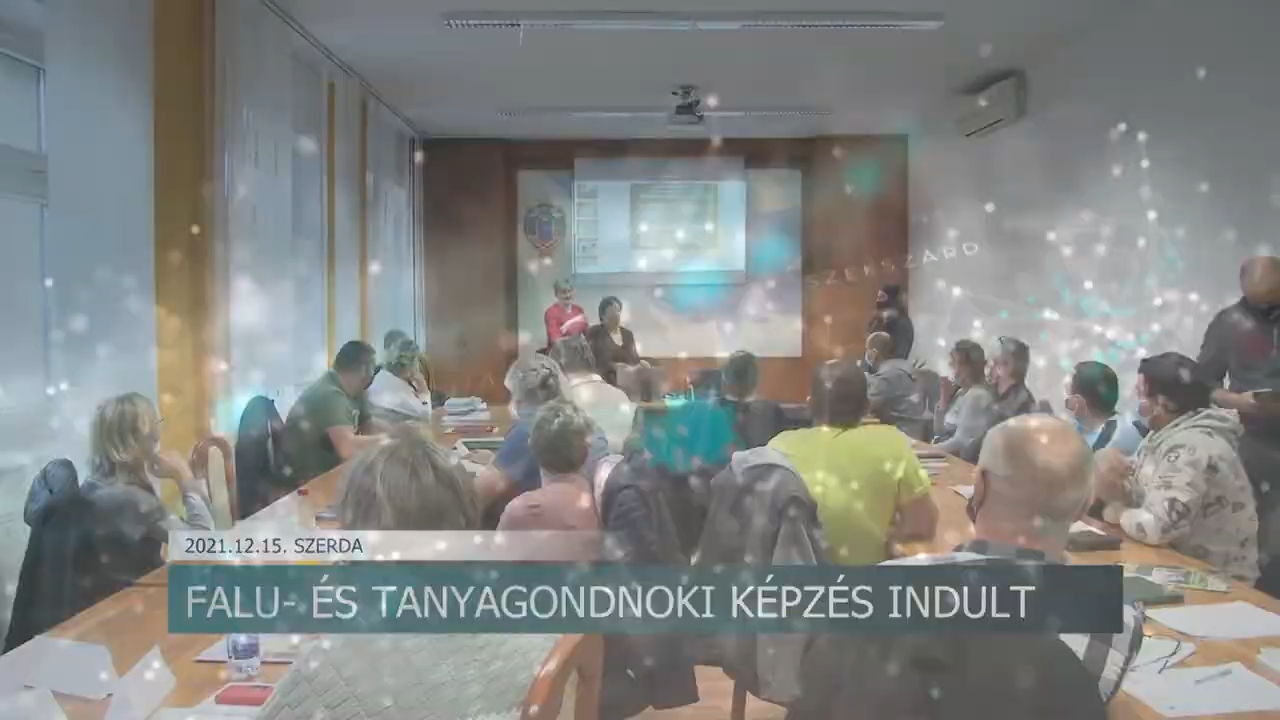 SZEKSZÁRD
2021.12.15. SZERDA
FALU- ÉS TANYAGONDNOKI KÉPZÉS INDULT